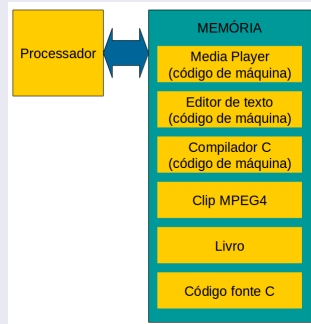 Processador
MEMÓRIA
Media Player
(código de máquina)
Editor de texto
(código de máquina)
Compilador C
(código de máquina)
Clip MPEG4
Livro
Código fonte C